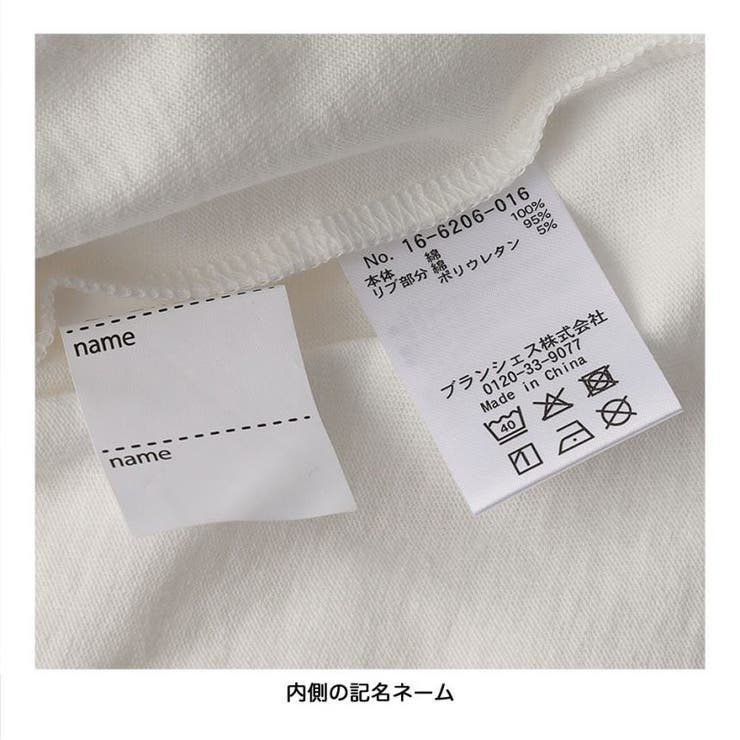 No. 16-6206-016
本体 綿 100%
リブ部分 綿 95%
ポリウレタン 5%
ブランシェス株式会社
0120-33-9077
Made in China
40
name
name
内側の記名ネーム